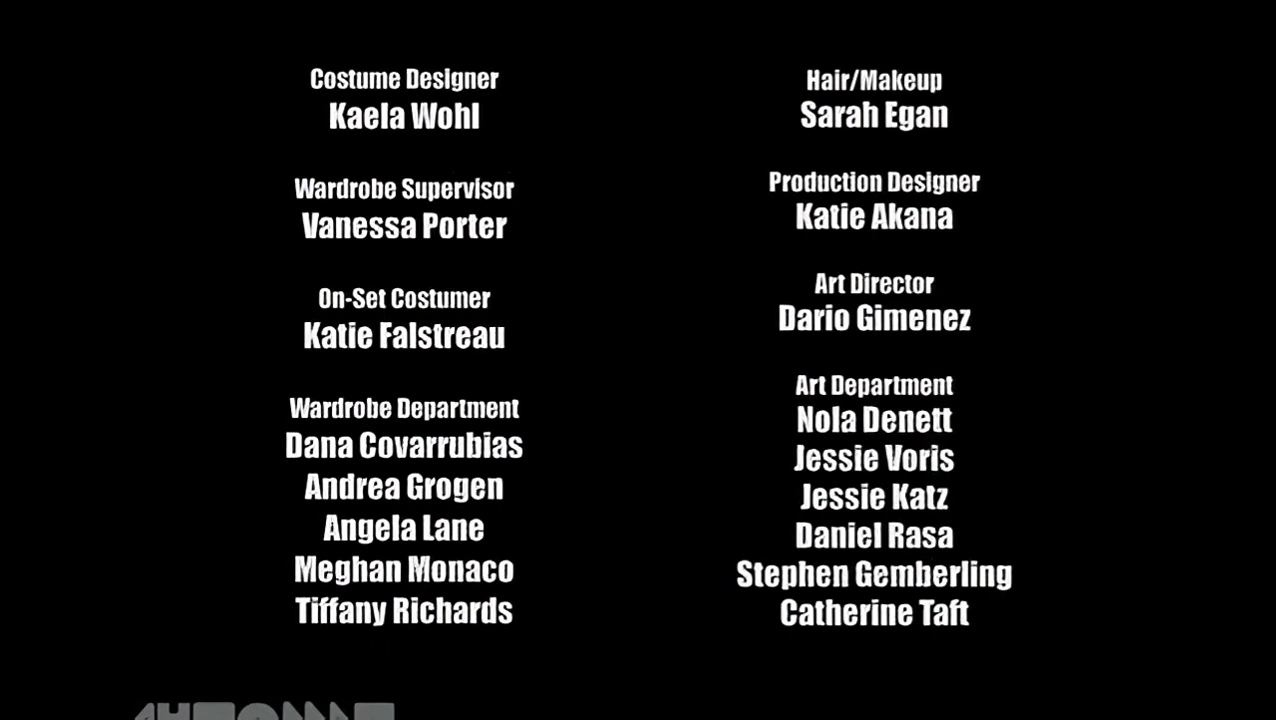 Costume Designer
Kaela Wohl
Wardrobe Supervisor
Vanessa Porter
On-Set Costumer
Katie Falstreau
Wardrobe Department
Dana Covarrubias
Andrea Grogen
Angela Lane
Meghan Monaco
Tiffany Richards
Hair/Makeup
Sarah Egan
Production Designer
Katie Akana
Art Director
Dario Gimenez
Art Department
Nola Denett
Jessie Voris
Jessie Katz
Daniel Rasa
Stephen Gemberling
Catherine Taft